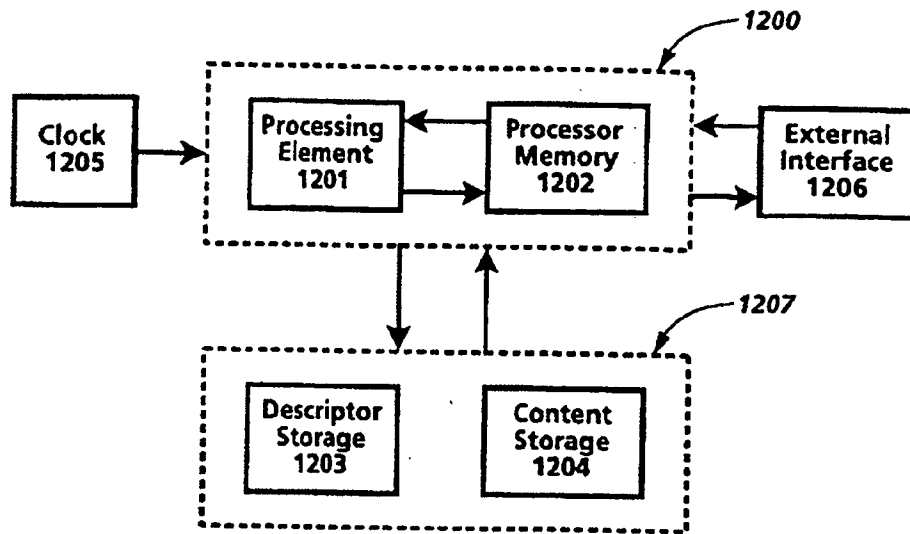 1200
Clock
1205
Processing
Element
1201
Processor
Memory
1202
External
Interface
1206
1207
Descriptor
Storage
1203
Content
Storage
1204